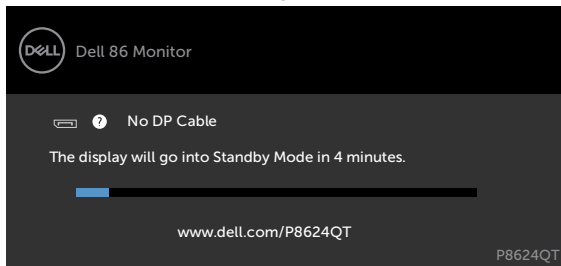 DELL Dell 86 Monitor
? No DP Cable
The display will go into Standby Mode in 4 minutes.
www.dell.com/P8624QT
P8624QT